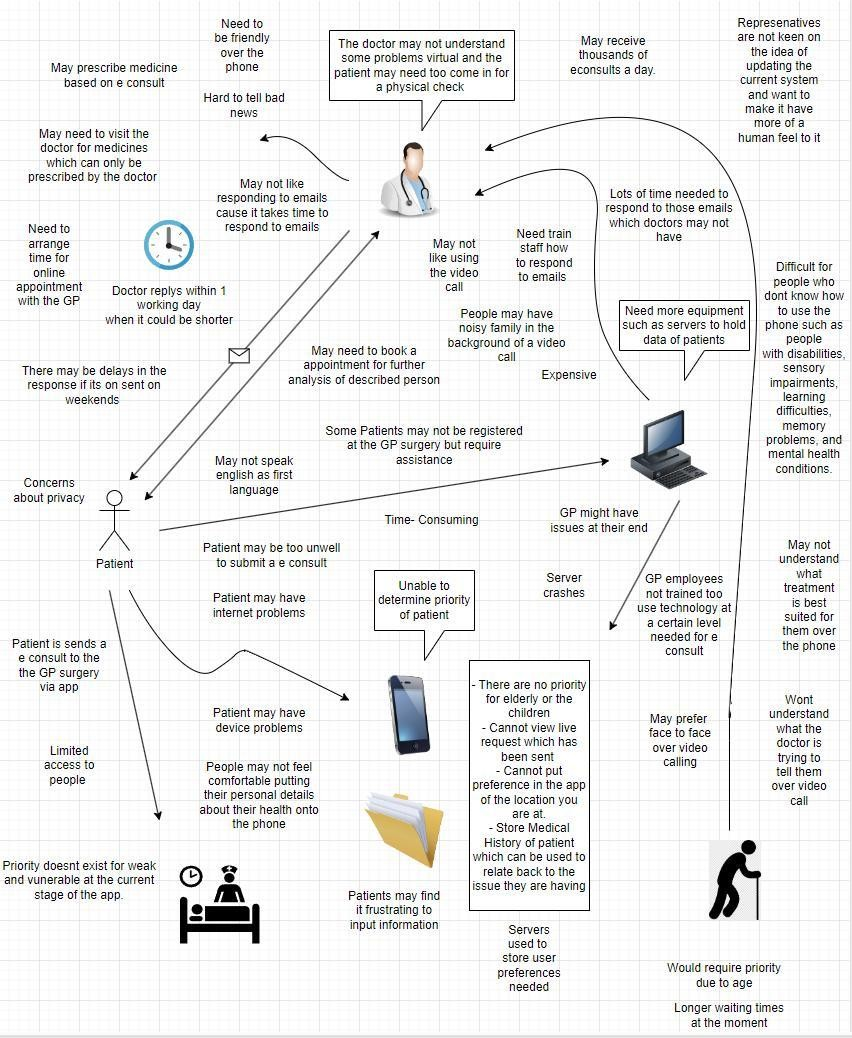 Need to
be friendly
over the
phone
The doctor may not understand
some problems virtual and the
patient may need too come in for
a physical check
May receive
thousands of
econsults a day.
Represenatives
are not keen on
the idea of
updating the
current system
and want to
make it have
more of a
human feel to it
May prescribe medicine
based on e consult
Hard to tell bad
news
May need to visit the
doctor for medicines
which can only be
prescribed by the doctor
May not like
responding to emails
cause it takes time to
respond to emails
Lots of time needed to
respond to those emails
which doctors may not
have
Need to
arrange
time for
online
appointment
with the GP
May not
like using
the video
call
Need train
staff how
to respond
to emails
Doctor replys within 1
working day
when it could be shorter
Difficult for
people who
dont know how
to use the
phone such as
people
with disabilities,
sensory
impairments,
learning
difficulties,
memory
problems, and
mental health
conditions.
People may have
noisy family in the
background of a video
call
Need more equipment
such as servers to hold
data of patients
There may be delays in the
response if its on sent on
weekends
May need to book a
appointment for further
analysis of described person
Expensive
Some Patients may not be registered
at the GP surgery but require
assistance
May not speak
english as first
language
Concerns
about privacy
Time- Consuming
GP might have
issues at their end
Patient
Patient may be too unwell
to submit a e consult
May not
understand
what
treatment
is best
suited for
them over
the phone
Patient may have
internet problems
Unable to
determine priority
of patient
Server
crashes
GP employees
not trained too
use technology at
a certain level
needed for e
consult
Patient is sends a
e consult to the
the GP surgery
via app
- There are no priority
for elderly or the
children
- Cannot view live
request which has
been sent
- Cannot put
preference in the app
of the location you
are at.
- Store Medical
History of patient
which can be used to
relate back to the
issue they are having
Patient may have
device problems
May prefer
face to face
over video
calling
Wont
understand
what the
doctor is
trying to
tell them
over video
call
Limited
access to
people
People may not feel
comfortable putting
their personal details
about their health onto
the phone
Priority doesnt exist for weak
and vunerable at the current
stage of the app.
Patients may find
it frustrating to
input information
Servers
used to
store user
preferences
needed
Would require priority
due to age
Longer waiting times
at the moment